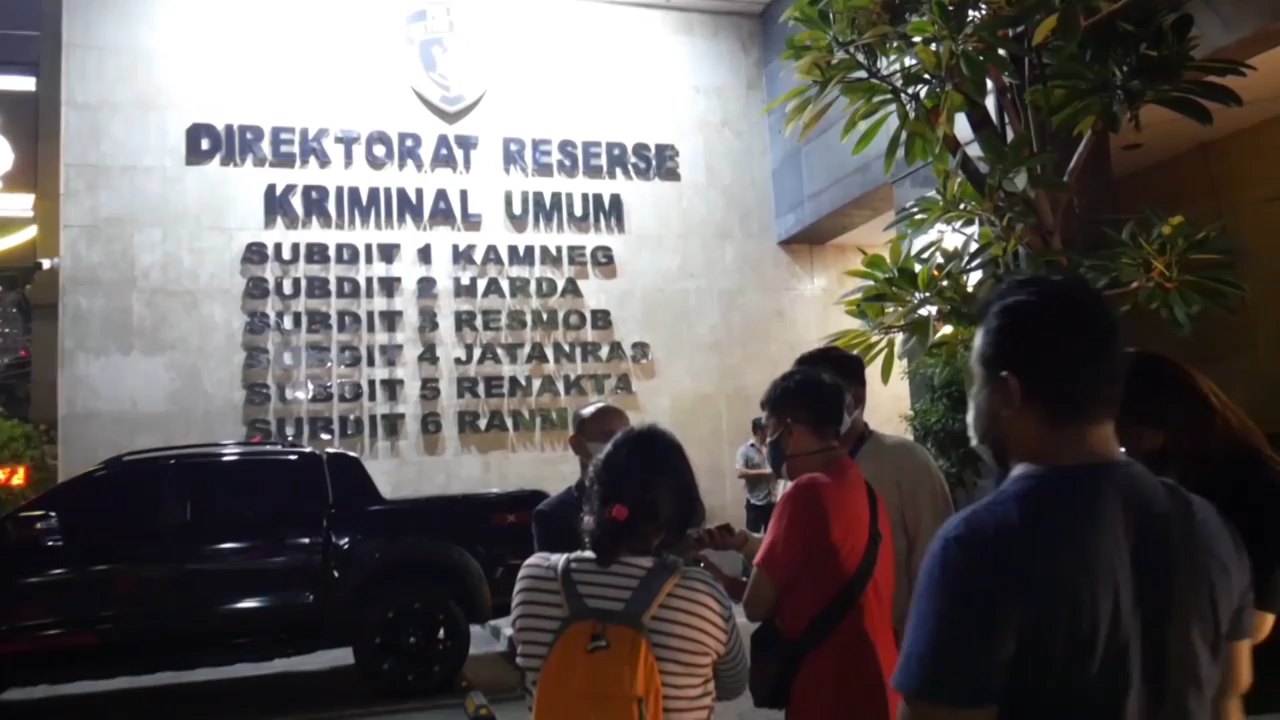 DIREKTORAT RESERSE
KRIMINAL UMUM
SUBDIT 1 KAMNEG
SUBDIT 2 HARDA
SUBDIT 3 RESMOB
SUBDIT 4 JATANRAS
SUBDIT 5 RENAKTA
SUBDIT 6